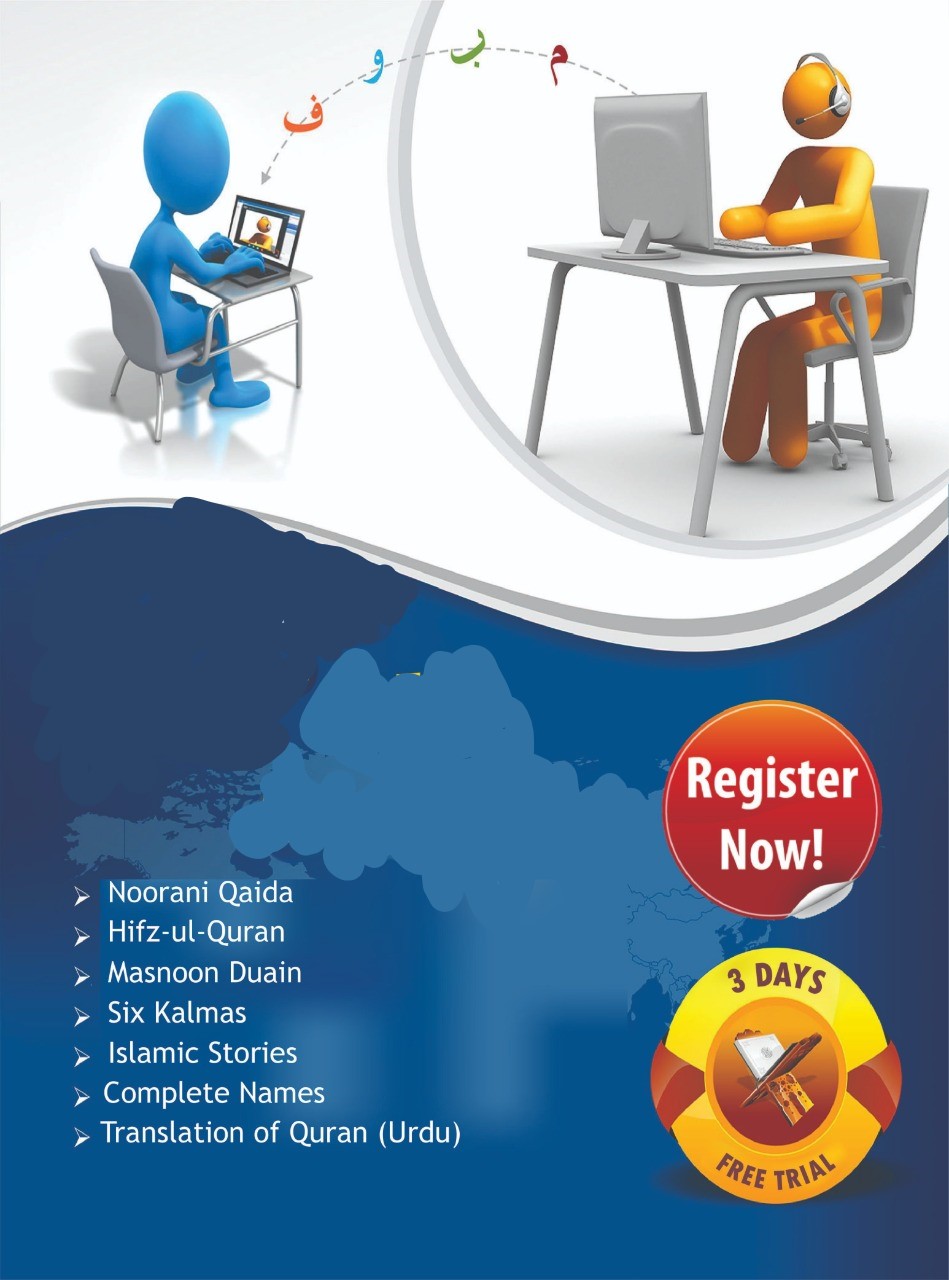 م
ب
و
ف
Register
Now!
Noorani Qaida
Hifz-ul-Quran
Masnoon Duain
Six Kalmas
Islamic Stories
Complete Names
Translation of Quran (Urdu)
3 DAYS
FREE TRIAL